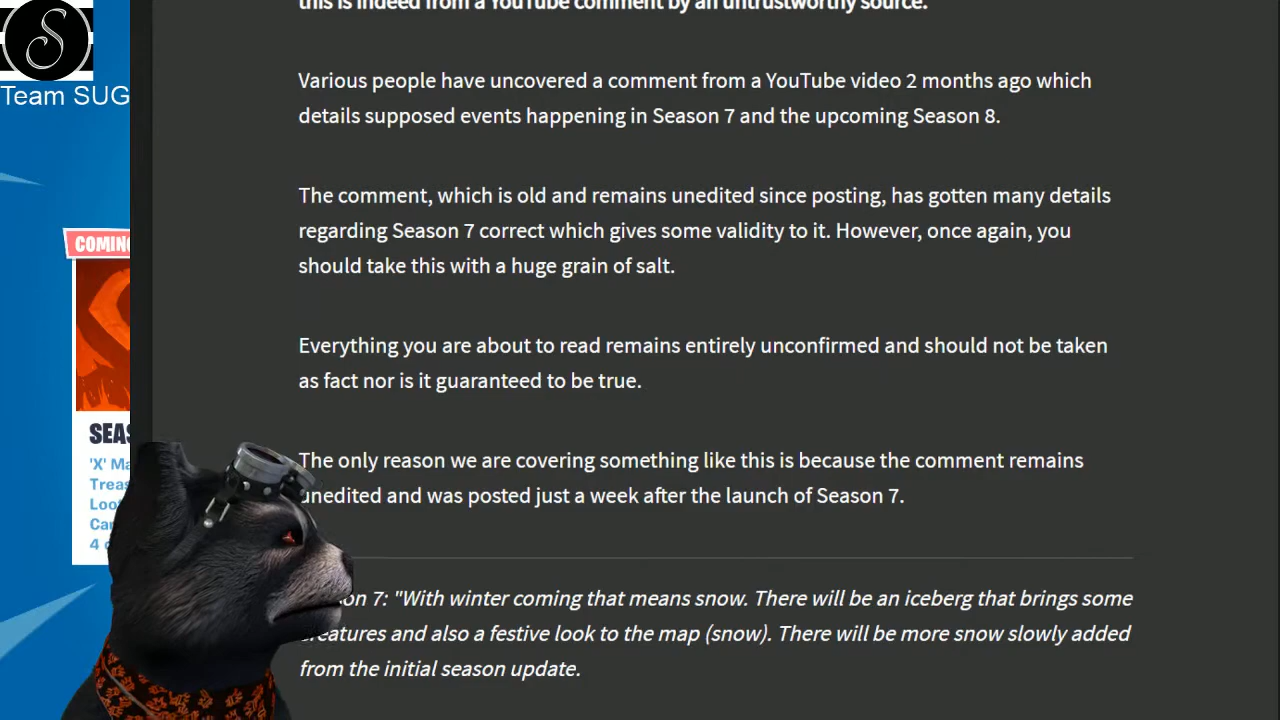 this is indeed from a YouTube comment by an untrustworthy source.
S
Team SUG
Various people have uncovered a comment from a YouTube video 2 months ago which
details supposed events happening in Season 7 and the upcoming Season 8.
The comment, which is old and remains unedited since posting, has gotten many details
regarding Season 7 correct which gives some validity to it. However, once again, you
should take this with a huge grain of salt.
COMING
Everything you are about to read remains entirely unconfirmed and should not be taken
as fact nor is it guaranteed to be true.
SEAS
'X' Ma
Treas
Loo
Car
4 c
The only reason we are covering something like this is because the comment remains
unedited and was posted just a week after the launch of Season 7.
on 7: "With winter coming that means snow. There will be an iceberg that brings some
creatures and also a festive look to the map (snow). There will be more snow slowly added
from the initial season update.